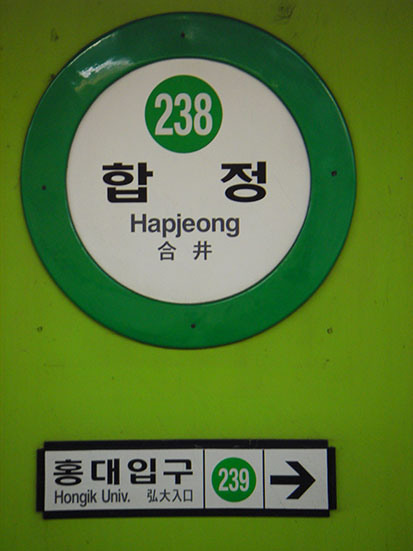 238
합 정
Hapjeong
合 井
홍대입구 239
Hongik Univ. 弘大入口